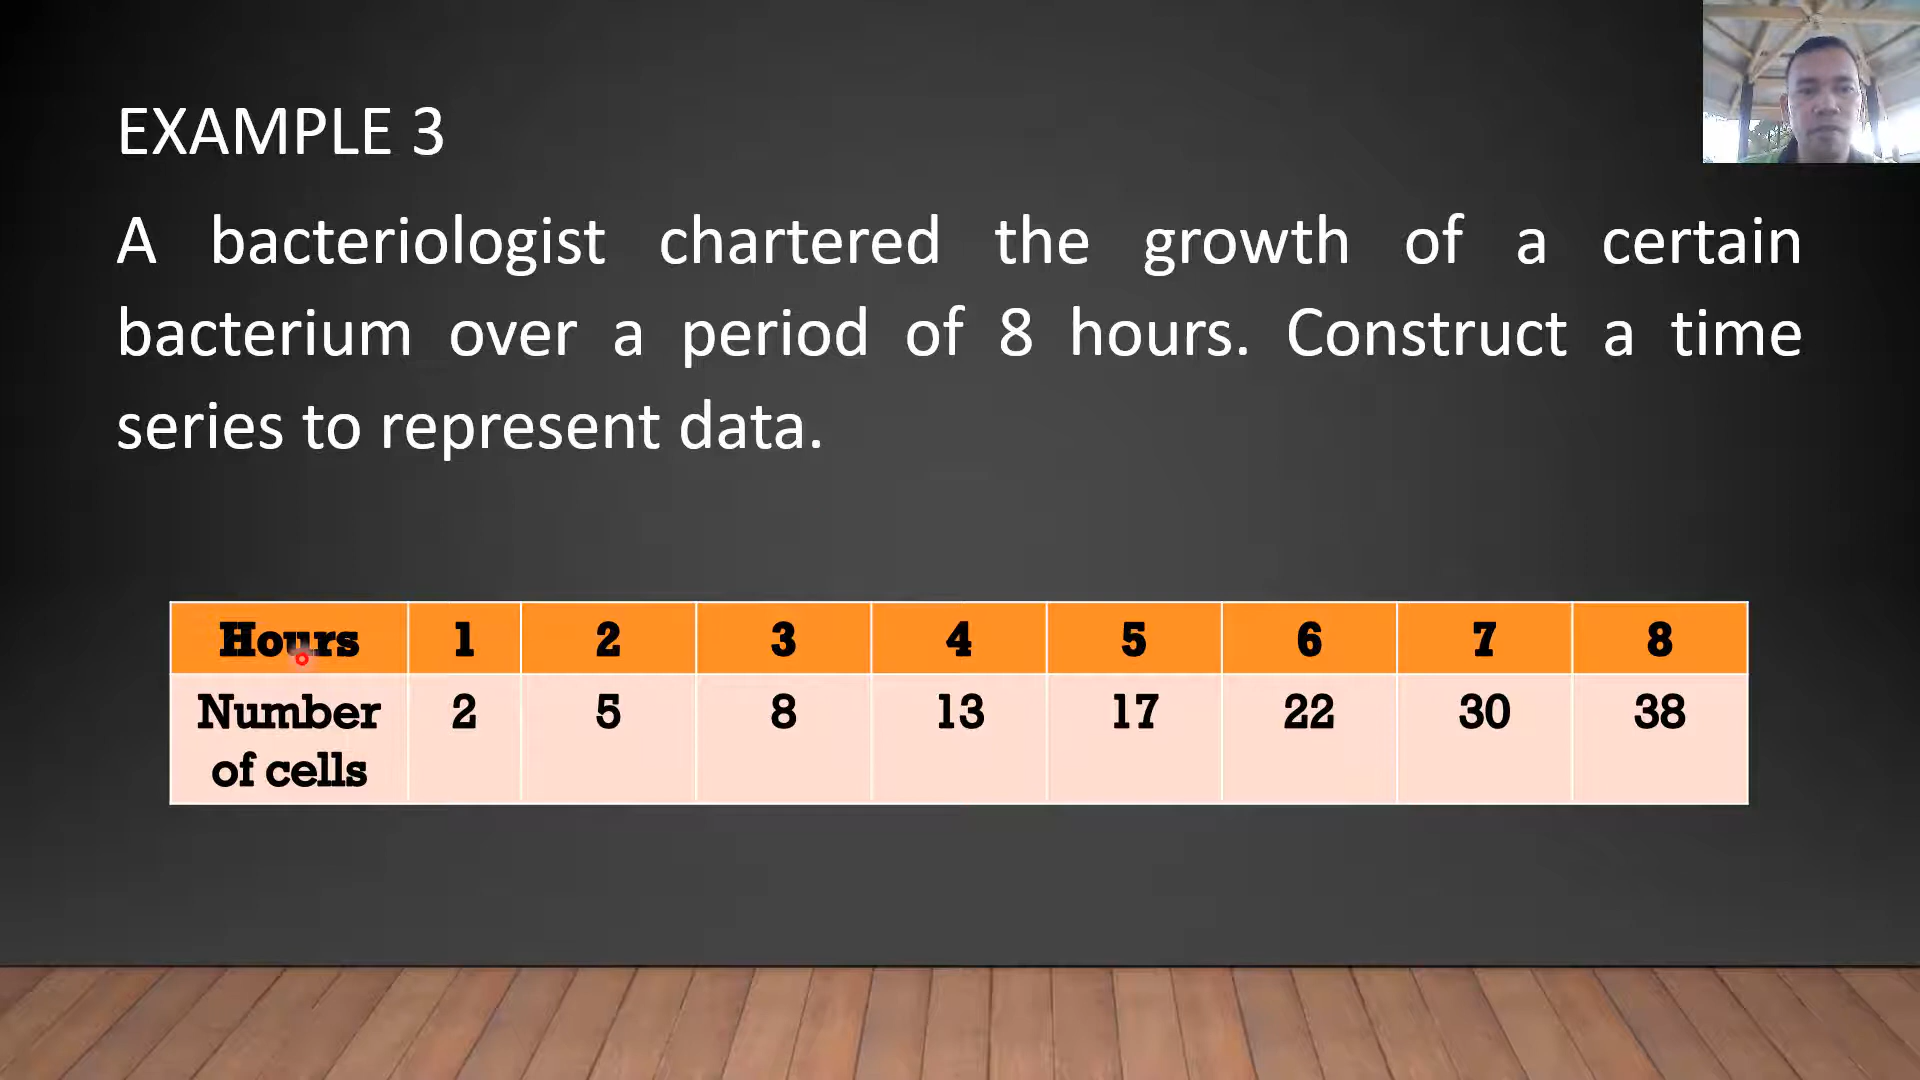 EXAMPLE 3
A bacteriologist chartered the growth of a certain
bacterium over a period of 8 hours. Construct a time
series to represent data.
Hours 1 2 3 4 5 6 7 8
Number 2 5 8 13 17 22 30 38
of cells